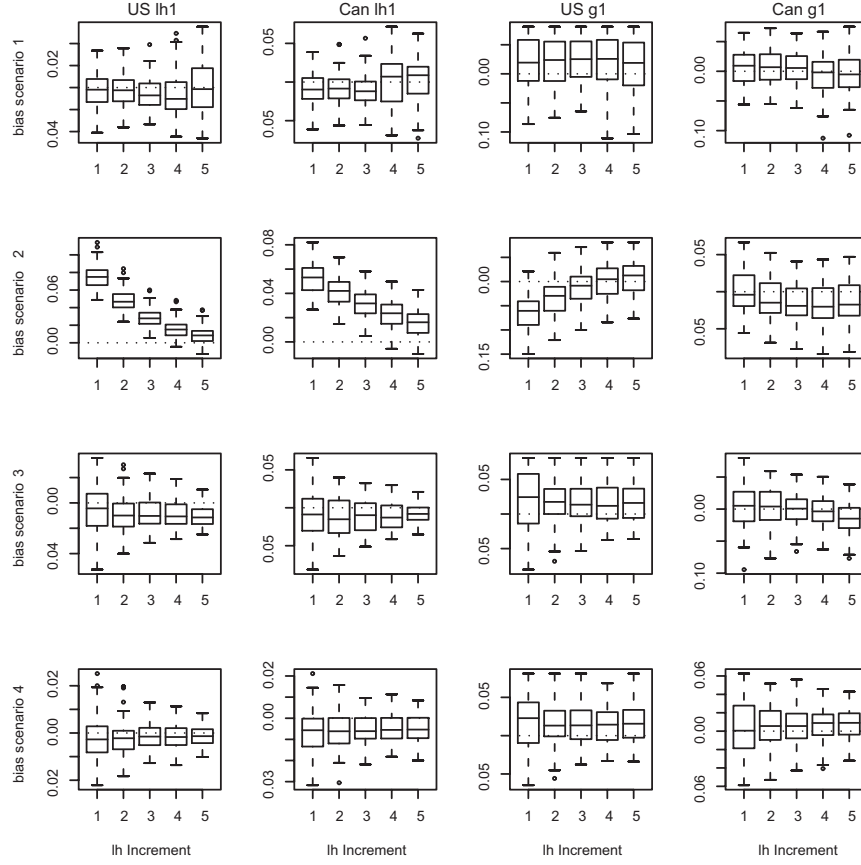 US lh1 Can lh1 US g1 Can g1
bias scenario 1
0.02 0.04
0.05 0.05
0.00 0.10
0.00 0.10
1 2 3 4 5 1 2 3 4 5 1 2 3 4 5 1 2 3 4 5
bias scenario 2
0.06 0.00
0.08 0.04 0.00
0.00 0.15
0.05 0.05
1 2 3 4 5 1 2 3 4 5 1 2 3 4 5 1 2 3 4 5
bias scenario 3
0.00 0.04
0.05 0.05
0.05 0.05
0.00 0.10
1 2 3 4 5 1 2 3 4 5 1 2 3 4 5 1 2 3 4 5
bias scenario 4
0.02 0.00 0.02
0.02 0.00 0.03
0.05 0.05
0.06 0.00 0.06
1 2 3 4 5 1 2 3 4 5 1 2 3 4 5 1 2 3 4 5
lh Increment lh Increment lh Increment lh Increment